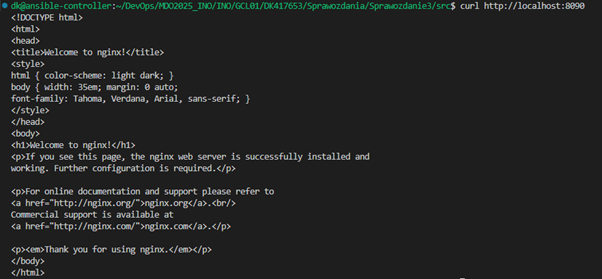 dk@ansible-controller:~/DevOps/MDO2025_INO/INO/GCL01/DK417653/Sprawozdania/Sprawozdanie3/src$ curl http://localhost:8090
<!DOCTYPE html>
<html>
<head>
<title>Welcome to nginx!</title>
<style>
html { color-scheme: light dark; }
body { width: 35em; margin: 0 auto;
font-family: Tahoma, Verdana, Arial, sans-serif; }
</style>
</head>
<body>
<h1>Welcome to nginx!</h1>
<p>If you see this page, the nginx web server is successfully installed and
working. Further configuration is required.</p>

<p>For online documentation and support please refer to
<a href="http://nginx.org/">nginx.org</a>.<br/>
Commercial support is available at
<a href="http://nginx.com/">nginx.com</a>.</p>

<p><em>Thank you for using nginx.</em></p>
</body>
</html>